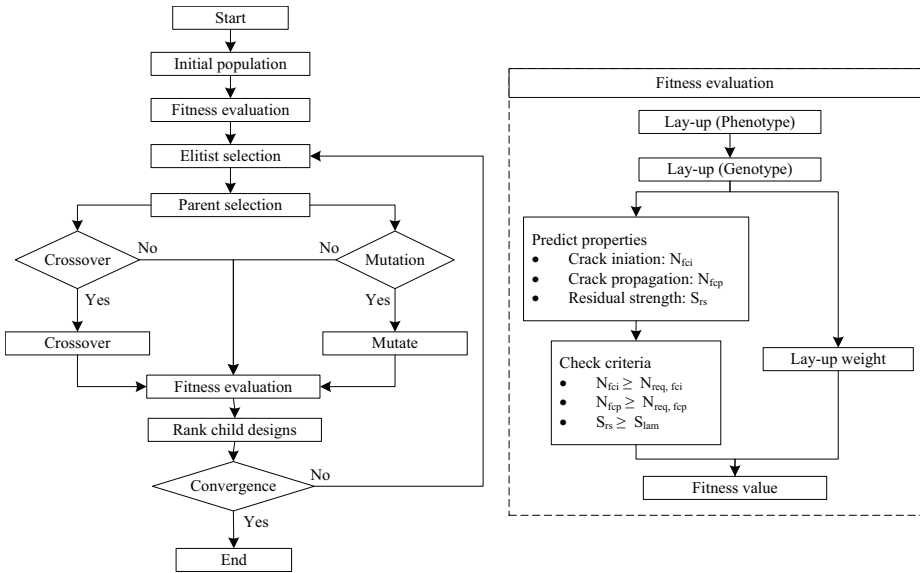 Start
Initial population
Fitness evaluation
Elitist selection
Parent selection
Crossover
No
No
Mutation
Yes
Yes
Crossover
Mutate
Fitness evaluation
Rank child designs
Convergence
No
Yes
End
Fitness evaluation
Lay-up (Phenotype)
Lay-up (Genotype)
Predict properties
• Crack iniation: N_fci
• Crack propagation: N_fcp
• Residual strength: S_rs
Check criteria
• N_fci ≥ N_req, fci
• N_fcp ≥ N_req, fcp
• S_rs ≥ S_lam
Lay-up weight
Fitness value